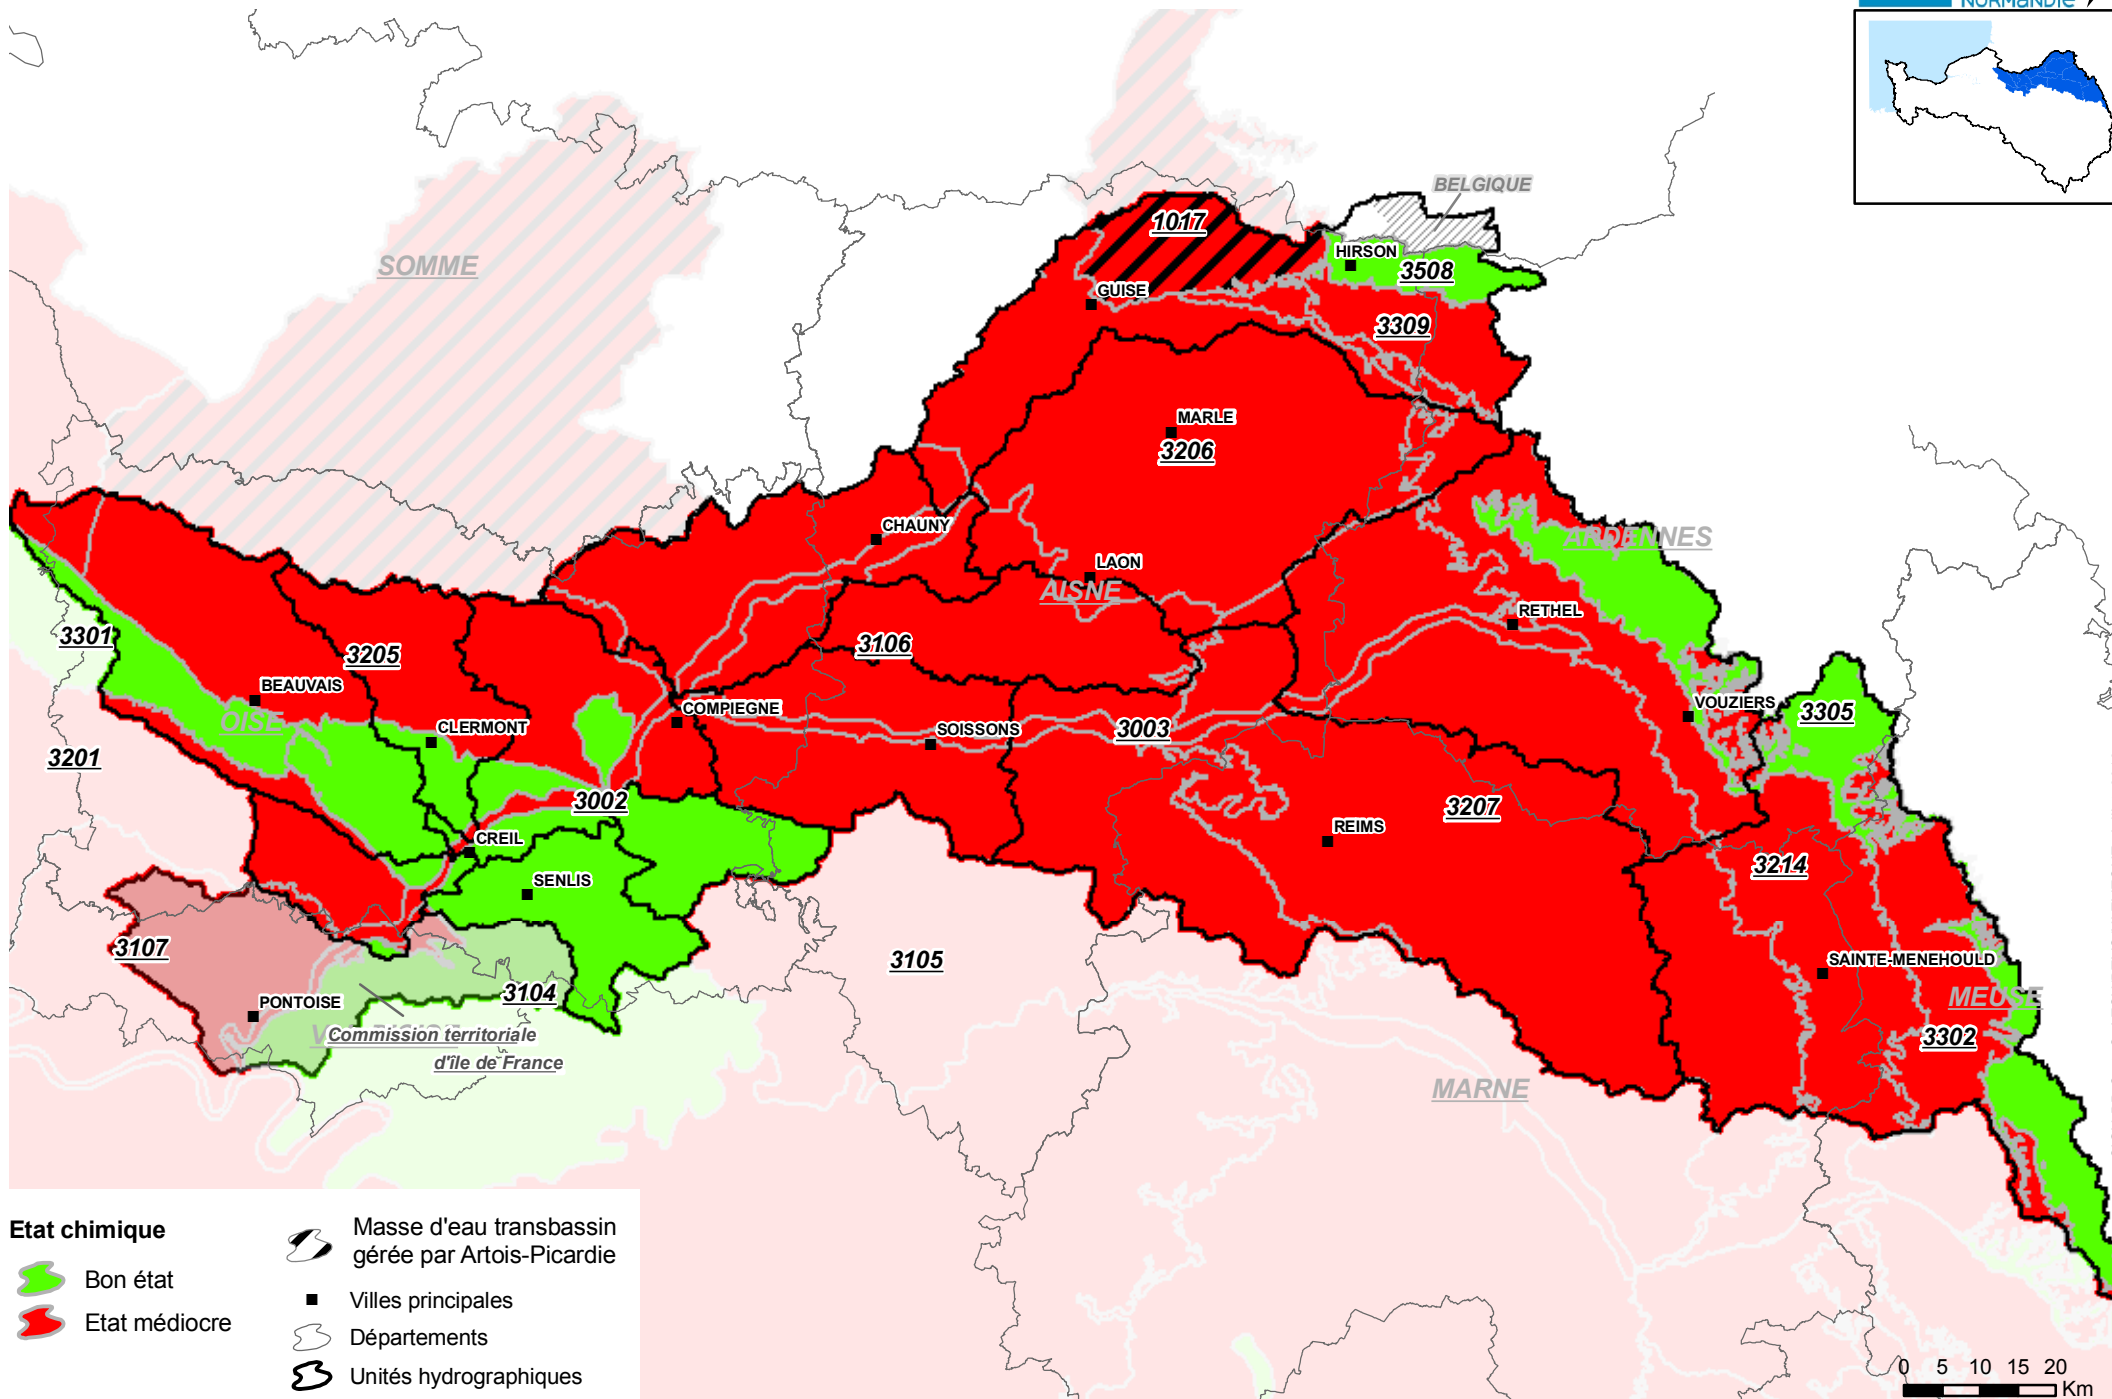 NORMANDIE
BELGIQUE
1017
SOMME
HIRSON
3508
GUISE
3309
MARLE
3206
CHAUNY
ARDENNES
LAON
AISNE
RETHEL
3301
3205
3106
BEAUVAIS
OISE
CLERMONT
COMPIEGNE
SOISSONS
3003
VOUZIERS
3305
3201
3002
3207
CREIL
REIMS
SENLIS
3214
3107
3105
SAINTE-MENEHOULD
PONTOISE
3104
MEUSE
Commission territoriale
d'île de France
3302
MARNE
Etat chimique
Bon état
Etat médiocre
Masse d'eau transbassin
gérée par Artois-Picardie
Villes principales
Départements
Unités hydrographiques
0 5 10 15 20
Km